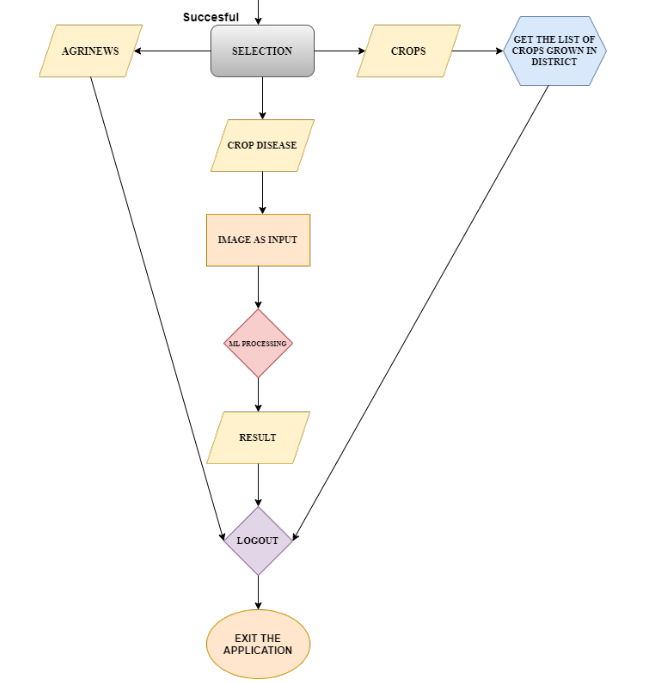 Succesful
AGRINEWS
SELECTION
CROPS
GET THE LIST OF
CROPS GROWN IN
DISTRICT
CROP DISEASE
IMAGE AS INPUT
ML PROCESSING
RESULT
LOGOUT
EXIT THE
APPLICATION